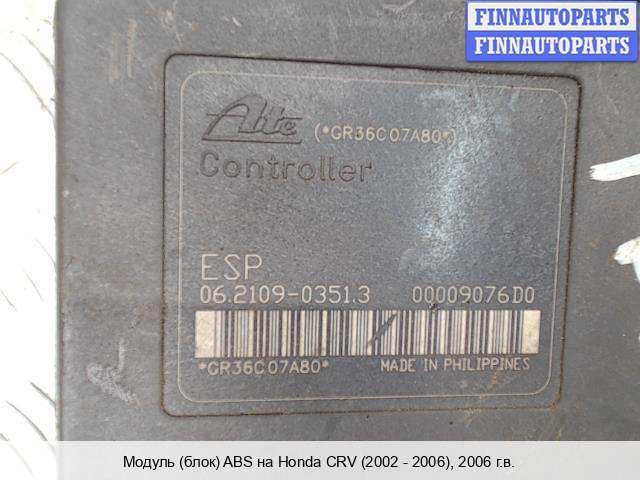 FINNAUTOPARTS
FINNAUTOPARTS
Ate (*GR36C07A80*)
Controller
ESP
06.2109-0351.3 00009076D0
*GR36C07A80* MADE IN PHILIPPINES
Модуль (блок) ABS на Honda CRV (2002 - 2006), 2006 г.в.